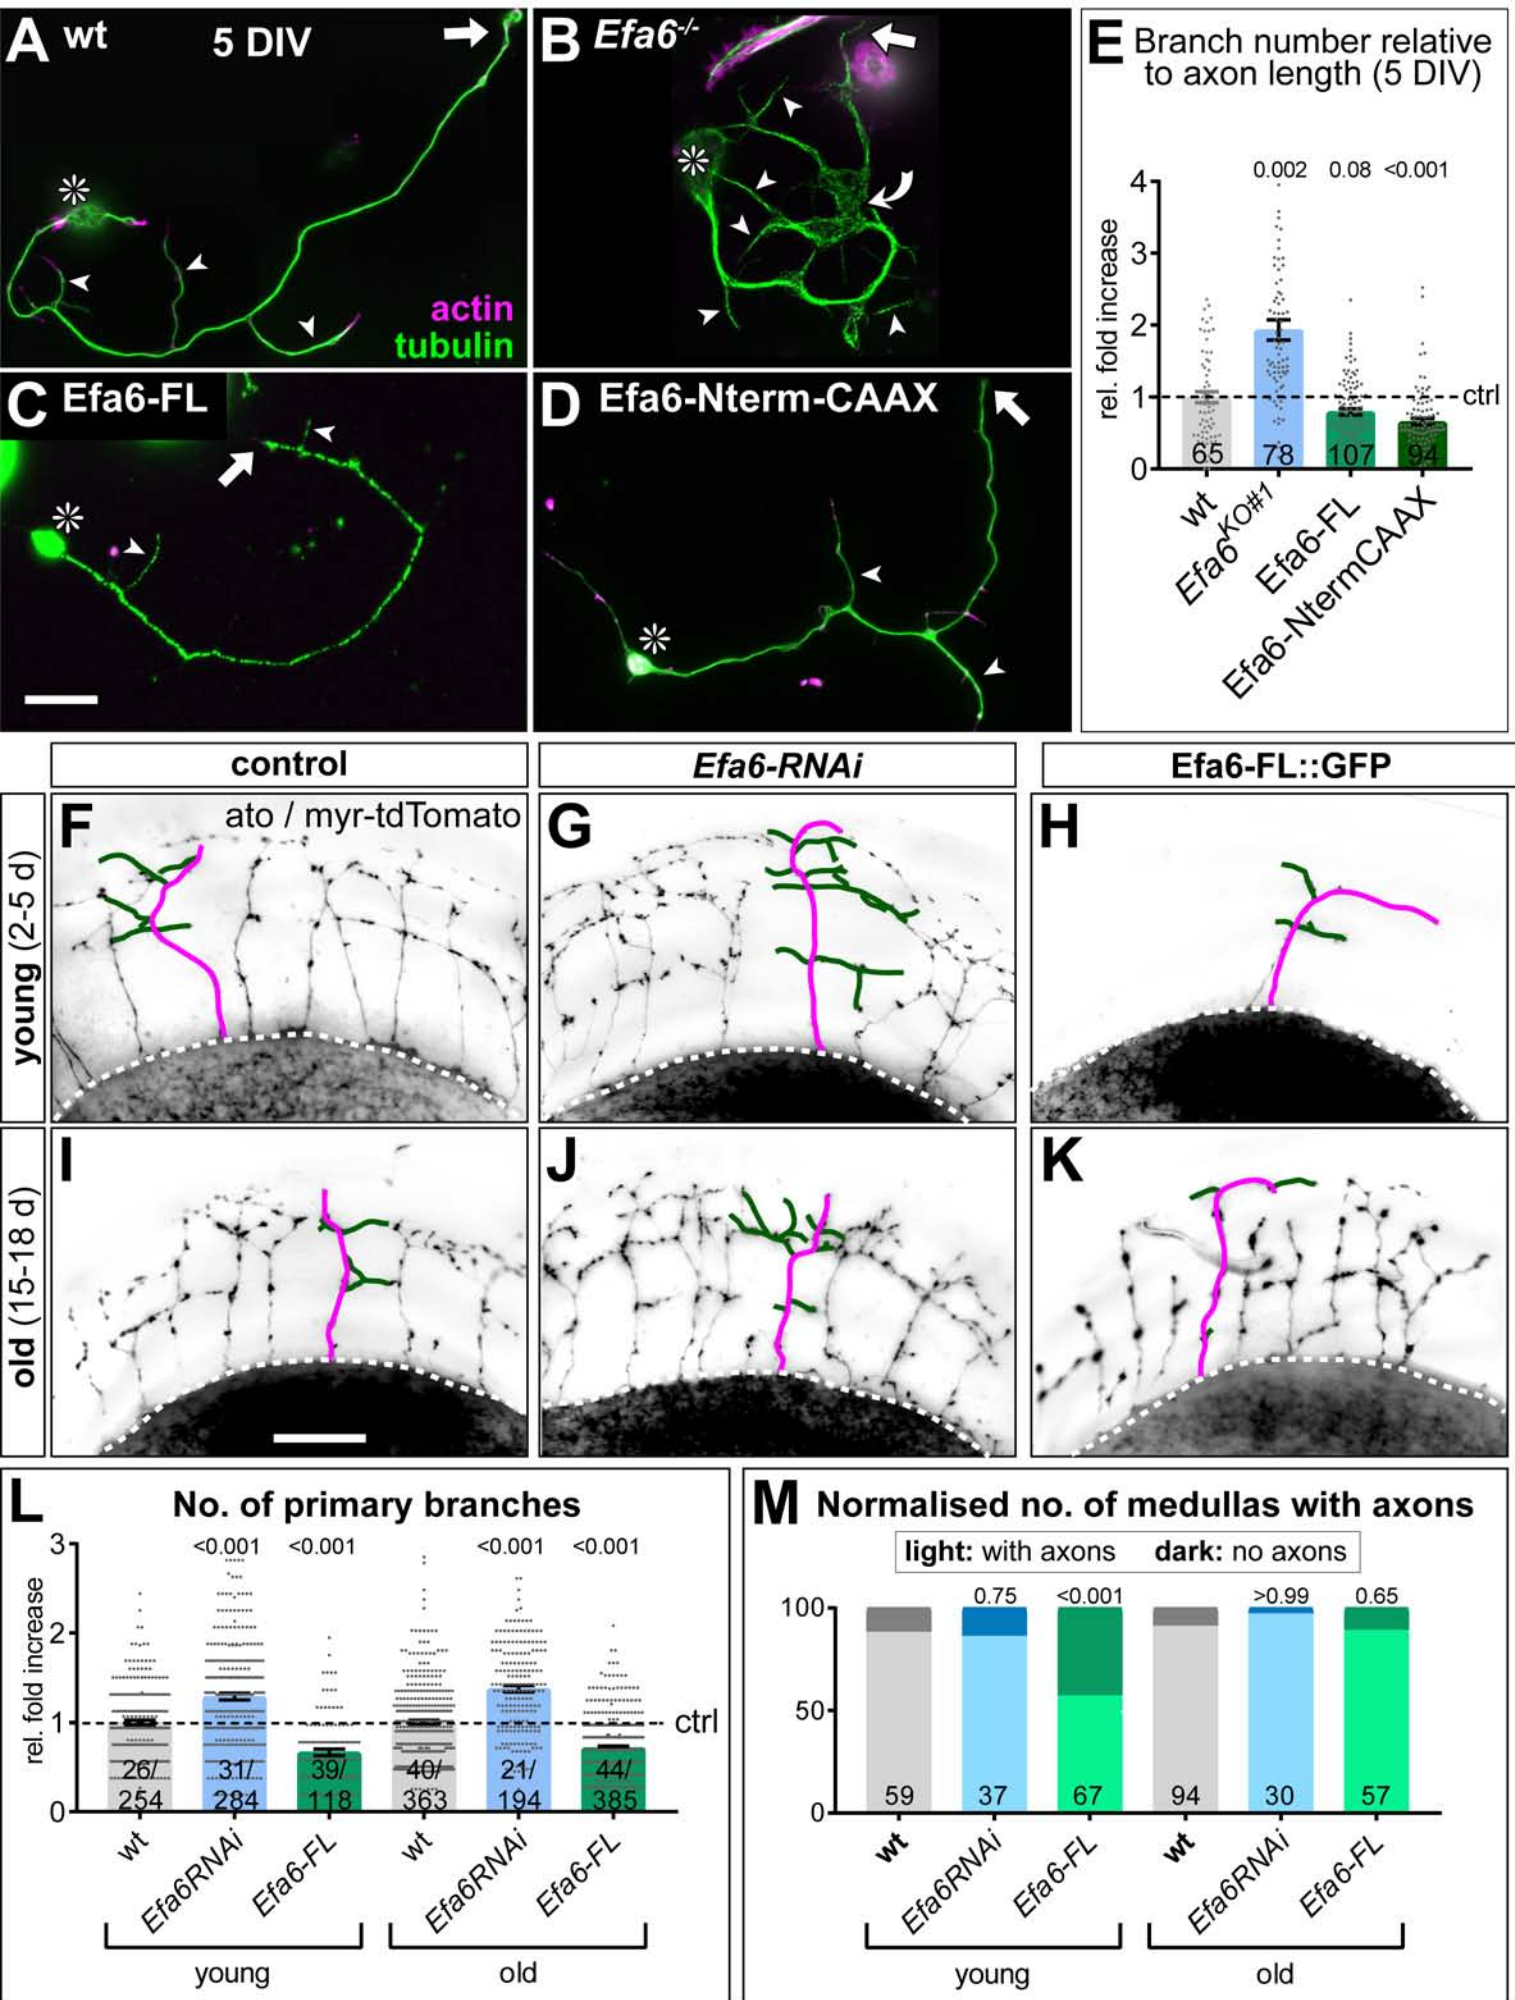 A wt 5 DIV
actin
tubulin
B Efa6-/-
C Efa6-FL
D Efa6-Nterm-CAAX
E Branch number relative
to axon length (5 DIV)
0.002 0.08 <0.001
rel. fold increase
4
3
2
1
0
ctrl
65 78 107 94
wt
Efa6KO#1
Efa6-FL
Efa6-NtermCAAX
control
Efa6-RNAi
Efa6-FL::GFP
young (2-5 d)
F ato / myr-tdTomato
G
H
old (15-18 d)
I
J
K
L No. of primary branches
<0.001 <0.001 <0.001 <0.001
rel. fold increase
3
2
1
0
ctrl
26/ 31/ 39/ 40/ 21/ 44/
254 284 118 363 194 385
wt
Efa6RNAi
Efa6-FL
wt
Efa6RNAi
Efa6-FL
young old
M Normalised no. of medullas with axons
light: with axons dark: no axons
0.75 <0.001 >0.99 0.65
100
50
0
59 37 67 94 30 57
wt
Efa6RNAi
Efa6-FL
wt
Efa6RNAi
Efa6-FL
young old